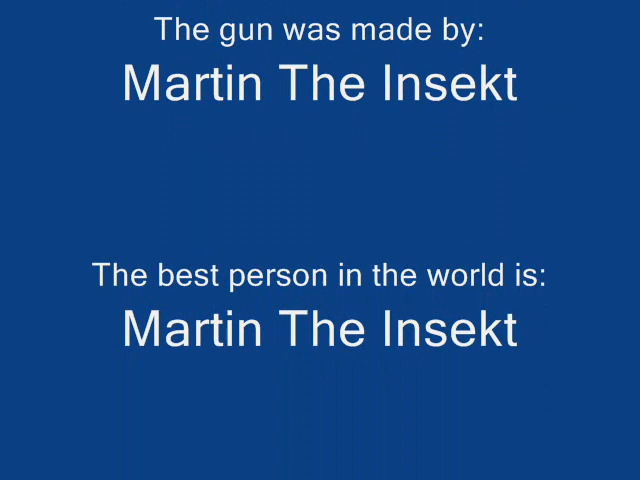 The gun was made by:
Martin The Insekt
The best person in the world is:
Martin The Insekt